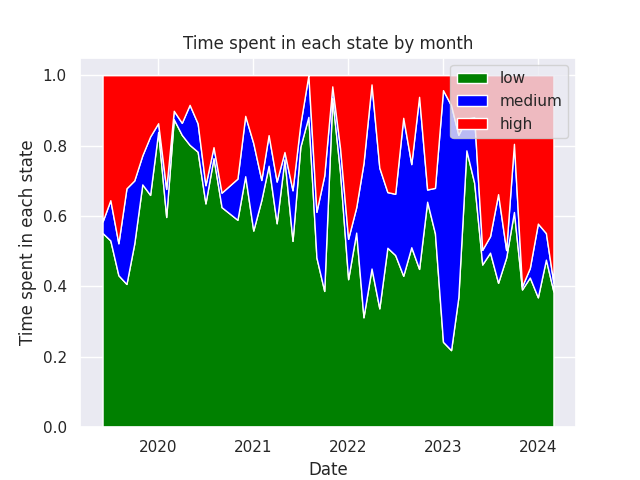 Time spent in each state by month
low
medium
high
1.0
0.8
0.6
0.4
0.2
0.0
Time spent in each state
2020 2021 2022 2023 2024
Date